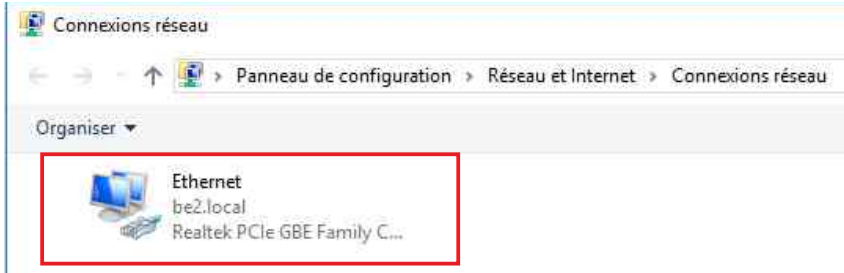 Connexions réseau
Panneau de configuration > Réseau et Internet > Connexions réseau
Organiser
Ethernet
be2.local
Realtek PCIe GBE Family C...